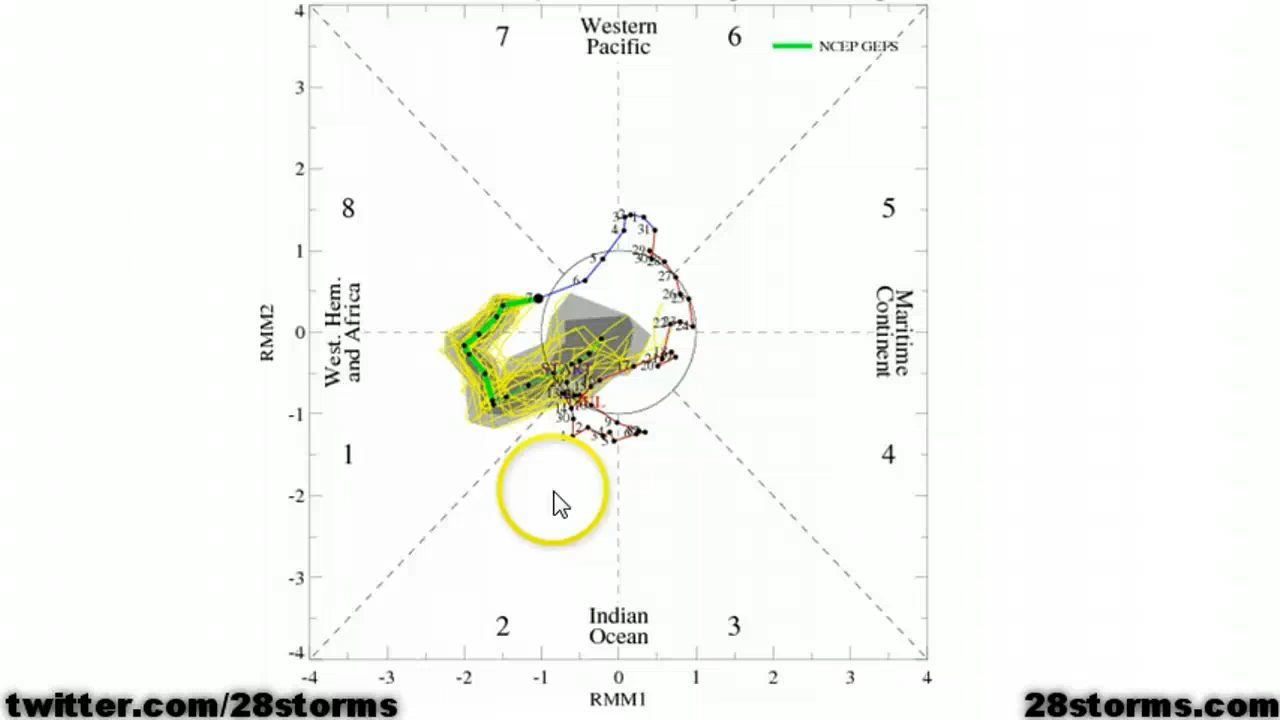 4
Western
Pacific
7
6
NCEP GEFS
3
2
8
5
1
West. Hem.
and Africa
Maritime
Continent
RMM2
0
START
-1
1
4
-2
-3
Indian
Ocean
2
3
-4
-4
-3
-2
-1
0
1
2
3
4
RMM1
twitter.com/28storms
28storms.com